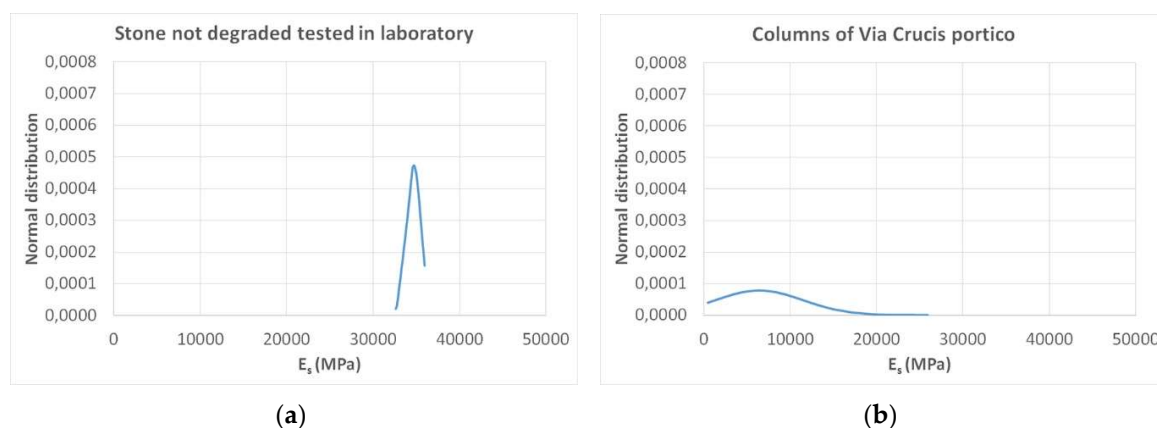 Stone not degraded tested in laboratory
Normal distribution
0,0008
0,0007
0,0006
0,0005
0,0004
0,0003
0,0002
0,0001
0,0000
0 10000 20000 30000 40000 50000
Es (MPa)
(a)
Columns of Via Crucis portico
Normal distribution
0,0008
0,0007
0,0006
0,0005
0,0004
0,0003
0,0002
0,0001
0,0000
0 10000 20000 30000 40000 50000
Es (MPa)
(b)